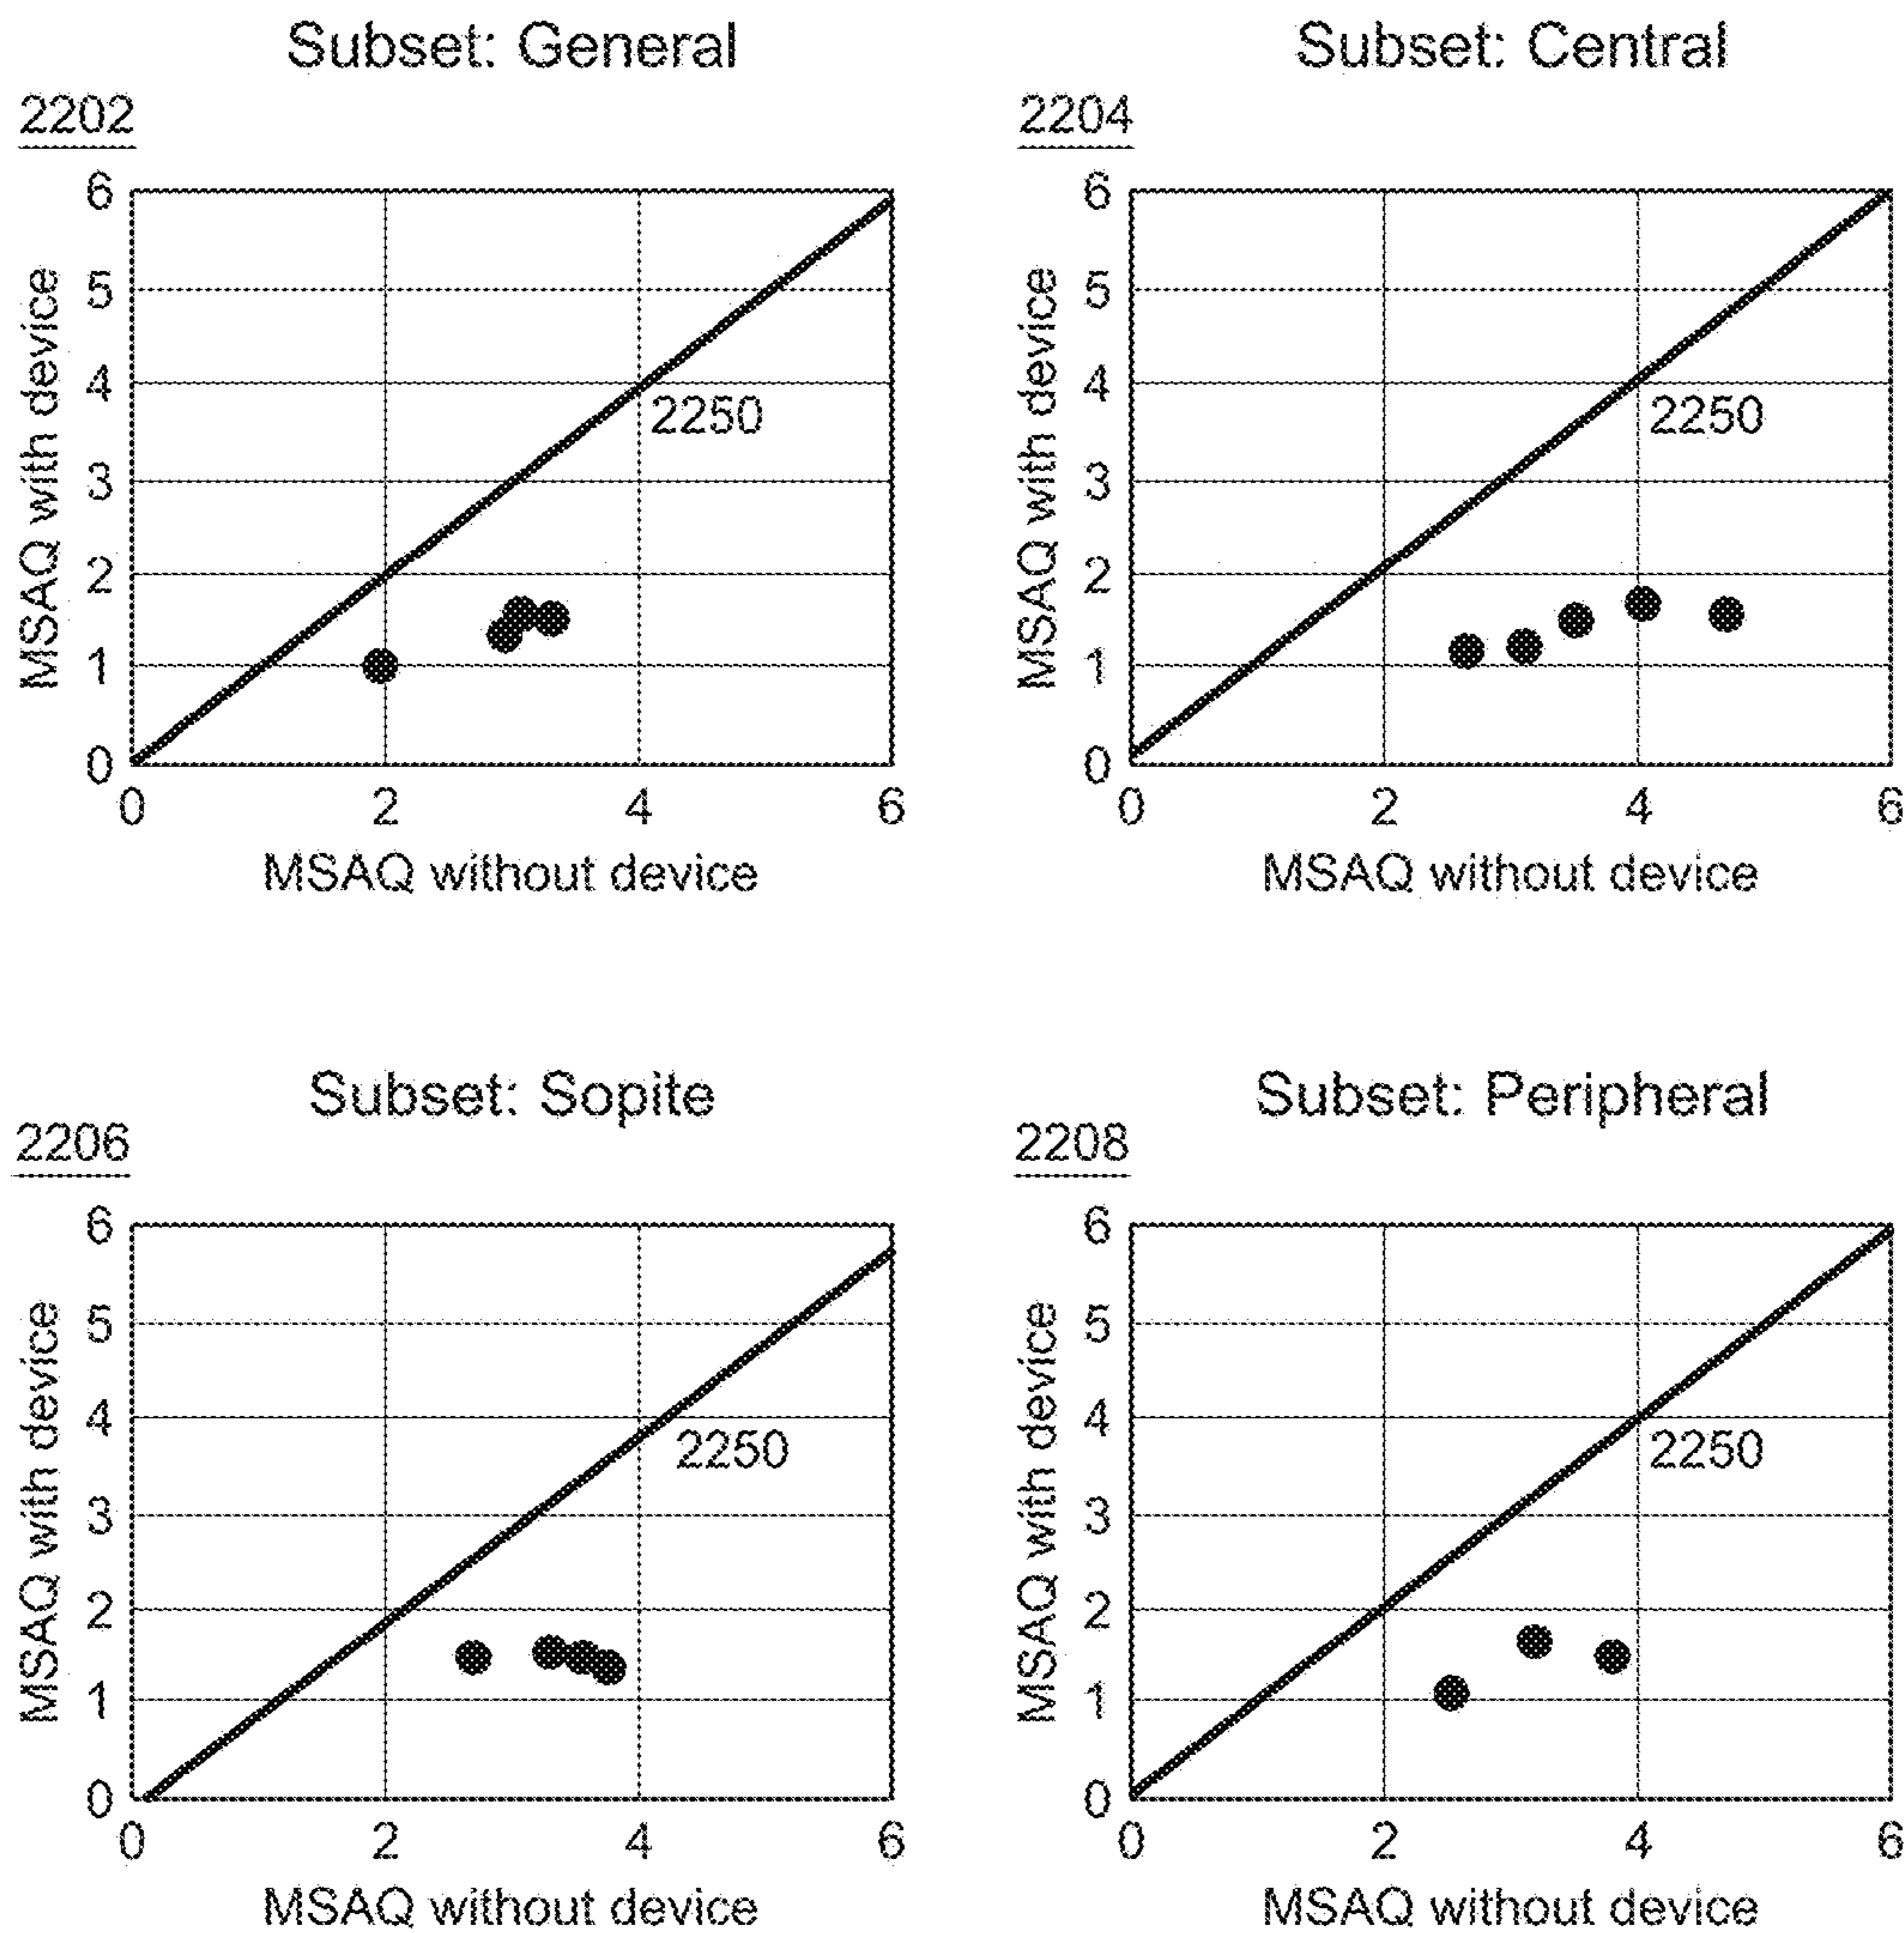 Subset: General
2202
MSAQ with device
6
5
4
3
2
1
0
2250
0 2 4 6
MSAQ without device
Subset: Central
2204
MSAQ with device
6
5
4
3
2
1
0
2250
0 2 4 6
MSAQ without device
Subset: Sopite
2206
MSAQ with device
6
5
4
3
2
1
0
2250
0 2 4 6
MSAQ without device
Subset: Peripheral
2208
MSAQ with device
6
5
4
3
2
1
0
2250
0 2 4 6
MSAQ without device